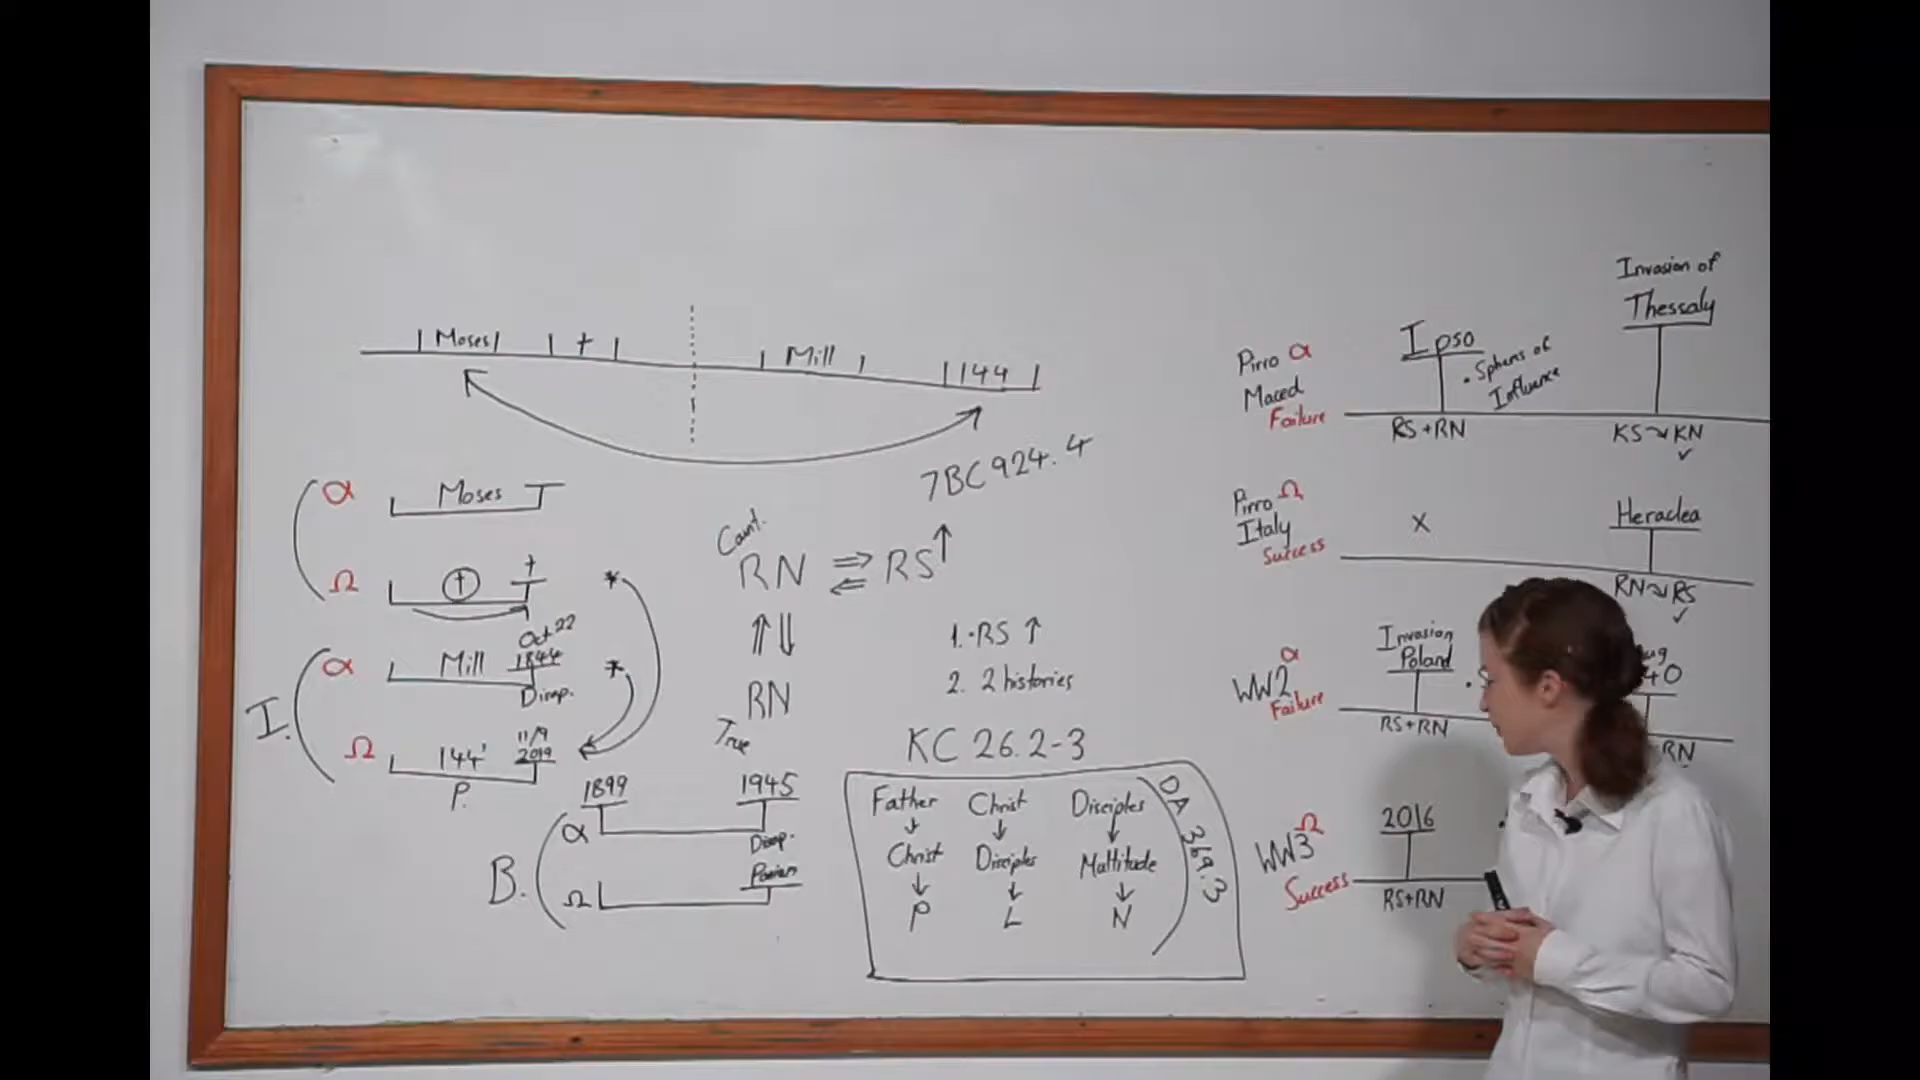 |Moses| | + | | Mill | |144 |
7BC924.4
α Moses
Ω + +
I. α Mill Oct 22
1844
Disap.
Ω 144' 11/9
2019
P.
Count.
RN ⇒ RS ↑
⇐
⇑⇓
RN
True
1.·RS ↑
2. 2 histories
KC 26.2-3
Father Christ Disciples
↓ ↓ ↓
Christ Disciples Multitude
↓ ↓ ↓
P L N
DA 369.3
B. 1899 1945
α Disap.
Ω
Pirro α
Maced
Failure
Ipso
·Spheres of
Influence
RS+RN
Invasion of
Thessaly
KS↝KN
✓
Pirro Ω
Italy
Success
X
Heraclea
RN↝RS
✓
α
WW2
Failure
Invasion
Poland
RS+RN
40
RN
Ω
WW3
Success
2016
RS+RN